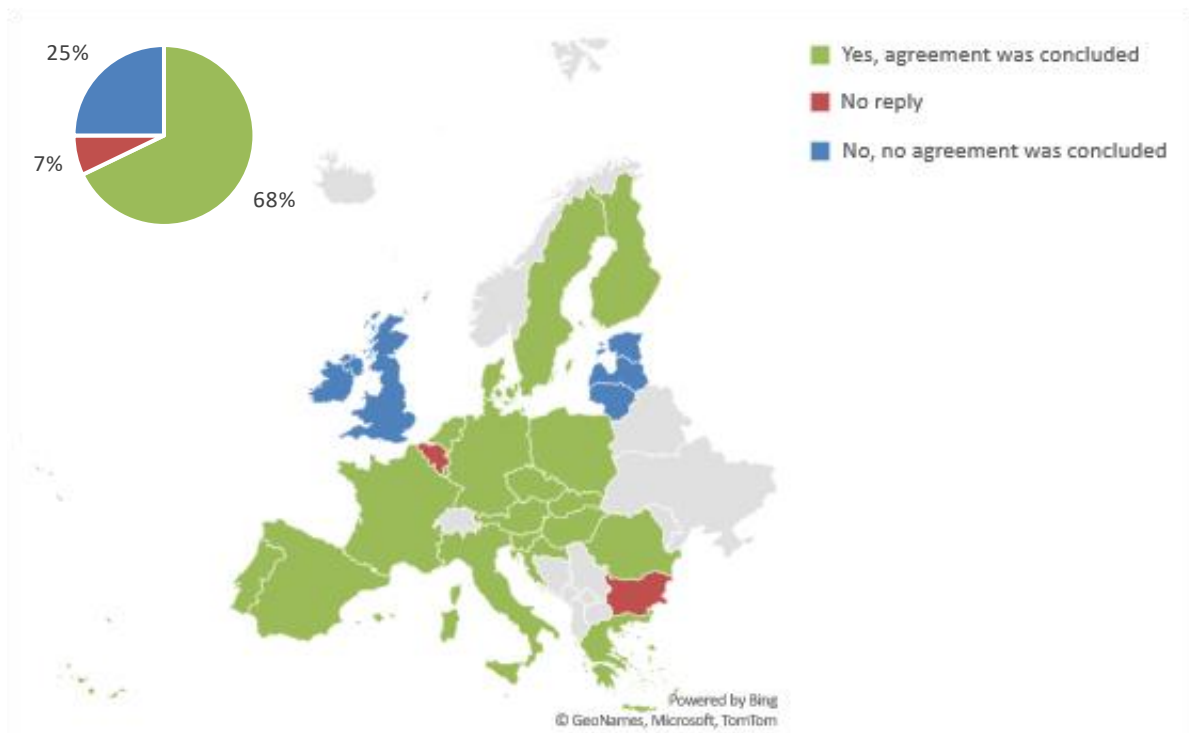 25%
7%
68%
Yes, agreement was concluded
No reply
No, no agreement was concluded
Powered by Bing
© GeoNames, Microsoft, TomTom